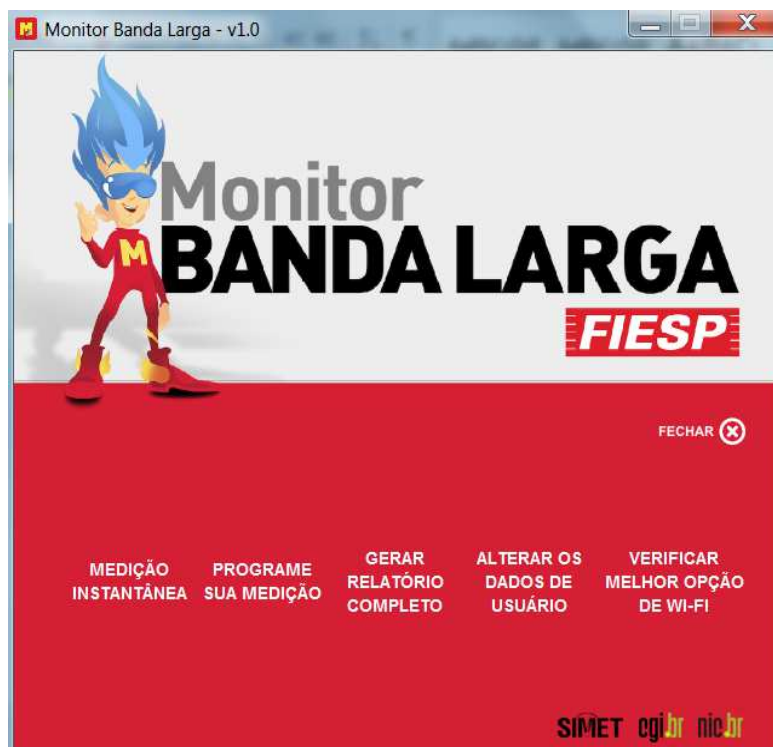 M Monitor Banda Larga - v1.0
Monitor
BANDA LARGA
M
FIESP
FECHAR
MEDIÇÃO
INSTANTÂNEA
PROGRAME
SUA MEDIÇÃO
GERAR
RELATÓRIO
COMPLETO
ALTERAR OS
DADOS DE
USUÁRIO
VERIFICAR
MELHOR OPÇÃO
DE WI-FI
SIMET cgi.br nic.br